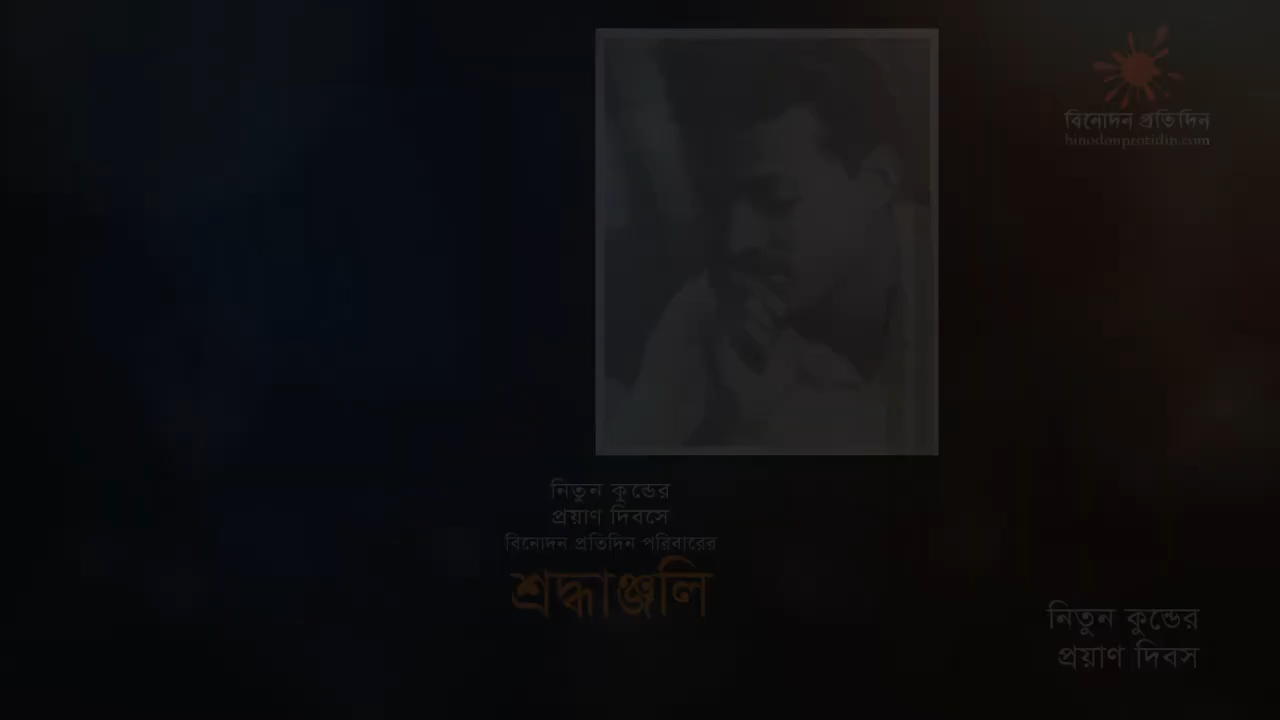 বিনোদন প্রতিদিন
binodonprotidin.com
নিতুন কুন্ডের
প্রয়াণ দিবসে
বিনোদন প্রতিদিন পরিবারের
শ্রদ্ধাঞ্জলি
নিতুন কুন্ডের
প্রয়াণ দিবস